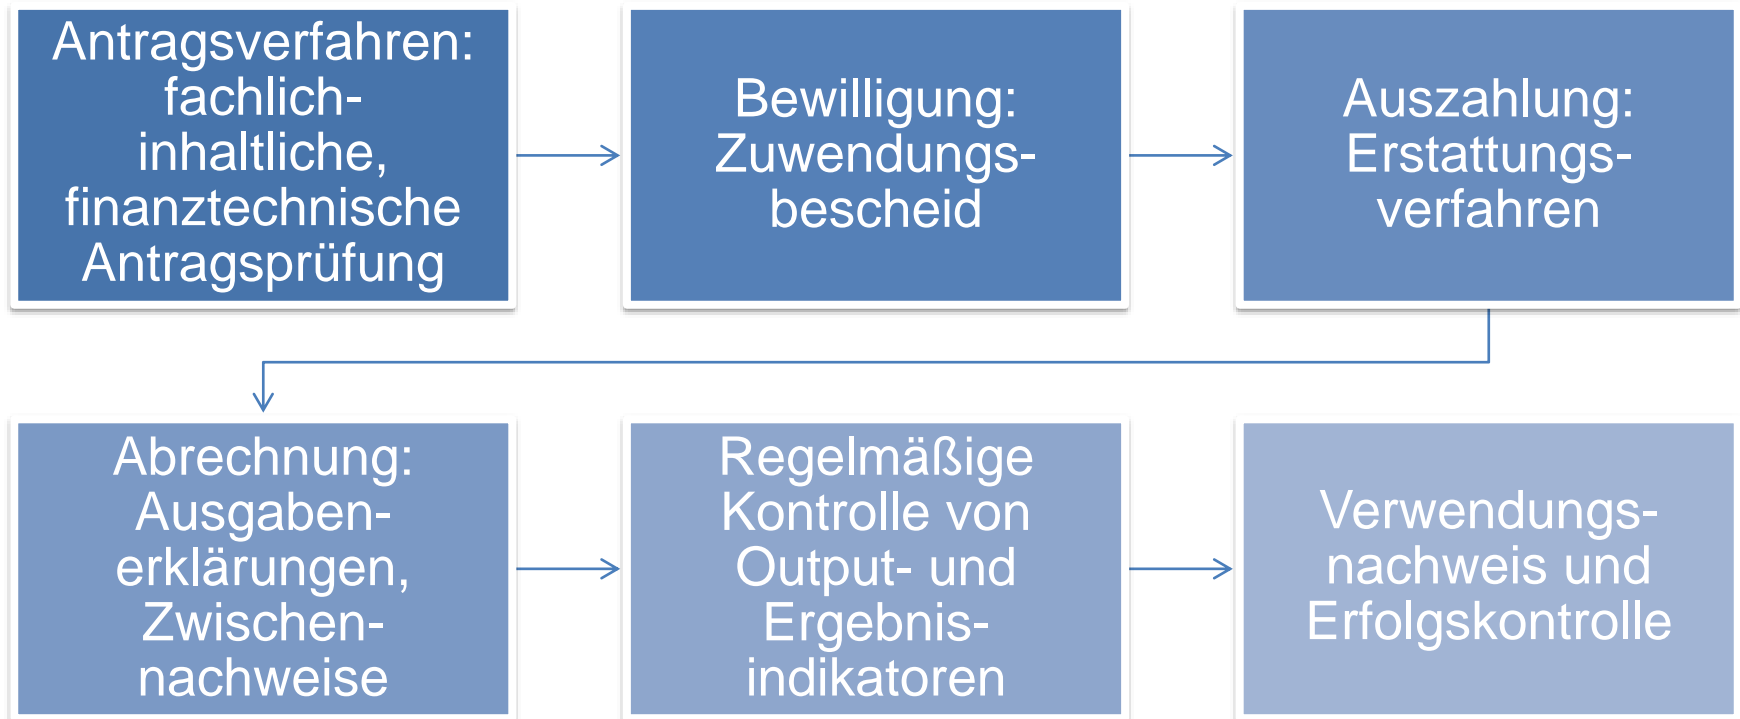 Antragsverfahren:
fachlich-
inhaltliche,
finanztechnische
Antragsprüfung
Bewilligung:
Zuwendungs-
bescheid
Auszahlung:
Erstattungs-
verfahren
Abrechnung:
Ausgaben-
erklärungen,
Zwischen-
nachweise
Regelmäßige
Kontrolle von
Output- und
Ergebnis-
indikatoren
Verwendungs-
nachweis und
Erfolgskontrolle